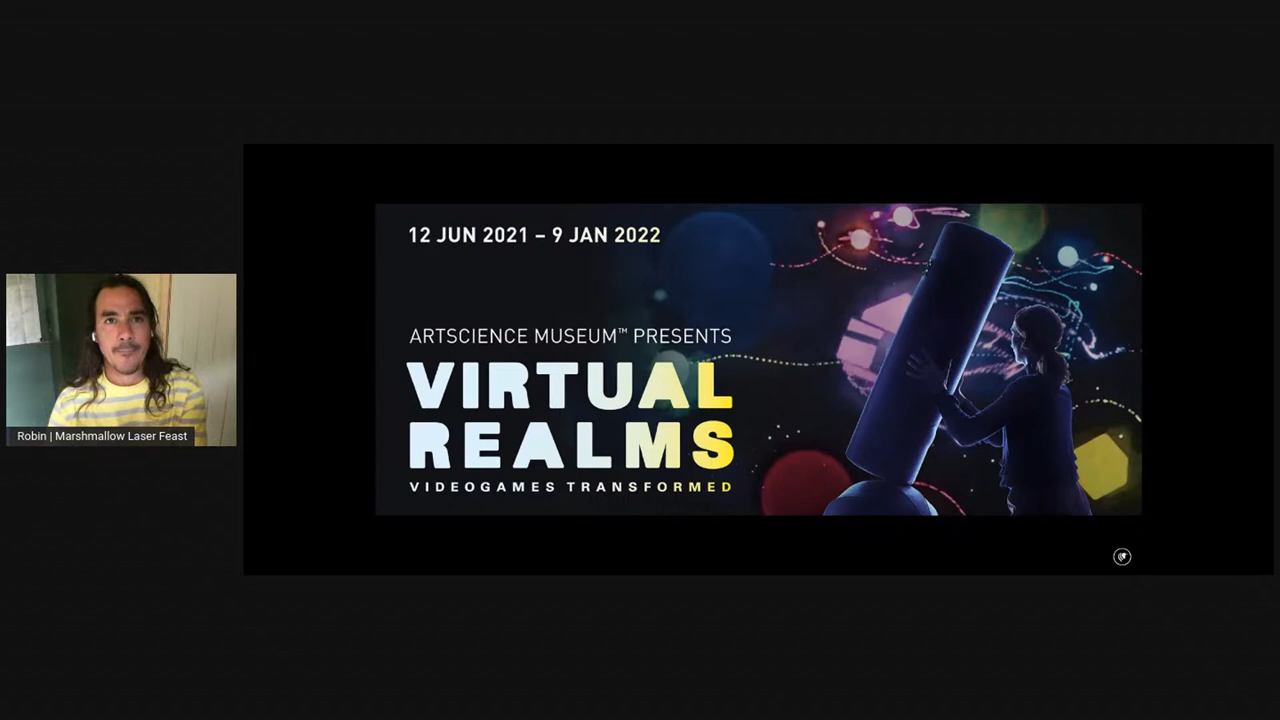 12 JUN 2021 – 9 JAN 2022
ARTSCIENCE MUSEUM™ PRESENTS
VIRTUAL
REALMS
VIDEOGAMES TRANSFORMED
Robin | Marshmallow Laser Feast